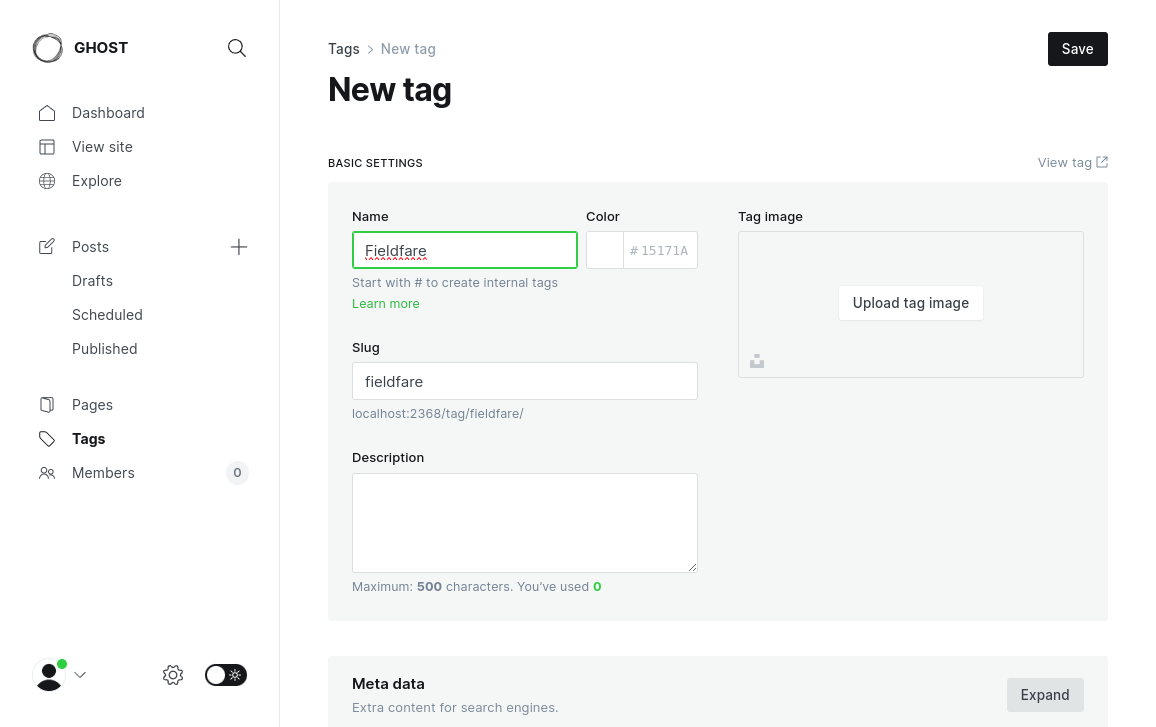 GHOST
Dashboard
View site
Explore
Posts
Drafts
Scheduled
Published
Pages
Tags
Members 0
Tags > New tag
Save
New tag
BASIC SETTINGS
View tag
Name
Color
Tag image
Fieldfare
# 15171A
Start with # to create internal tags
Learn more
Upload tag image
Slug
fieldfare
localhost:2368/tag/fieldfare/
Description
Maximum: 500 characters. You've used 0
Meta data
Extra content for search engines.
Expand